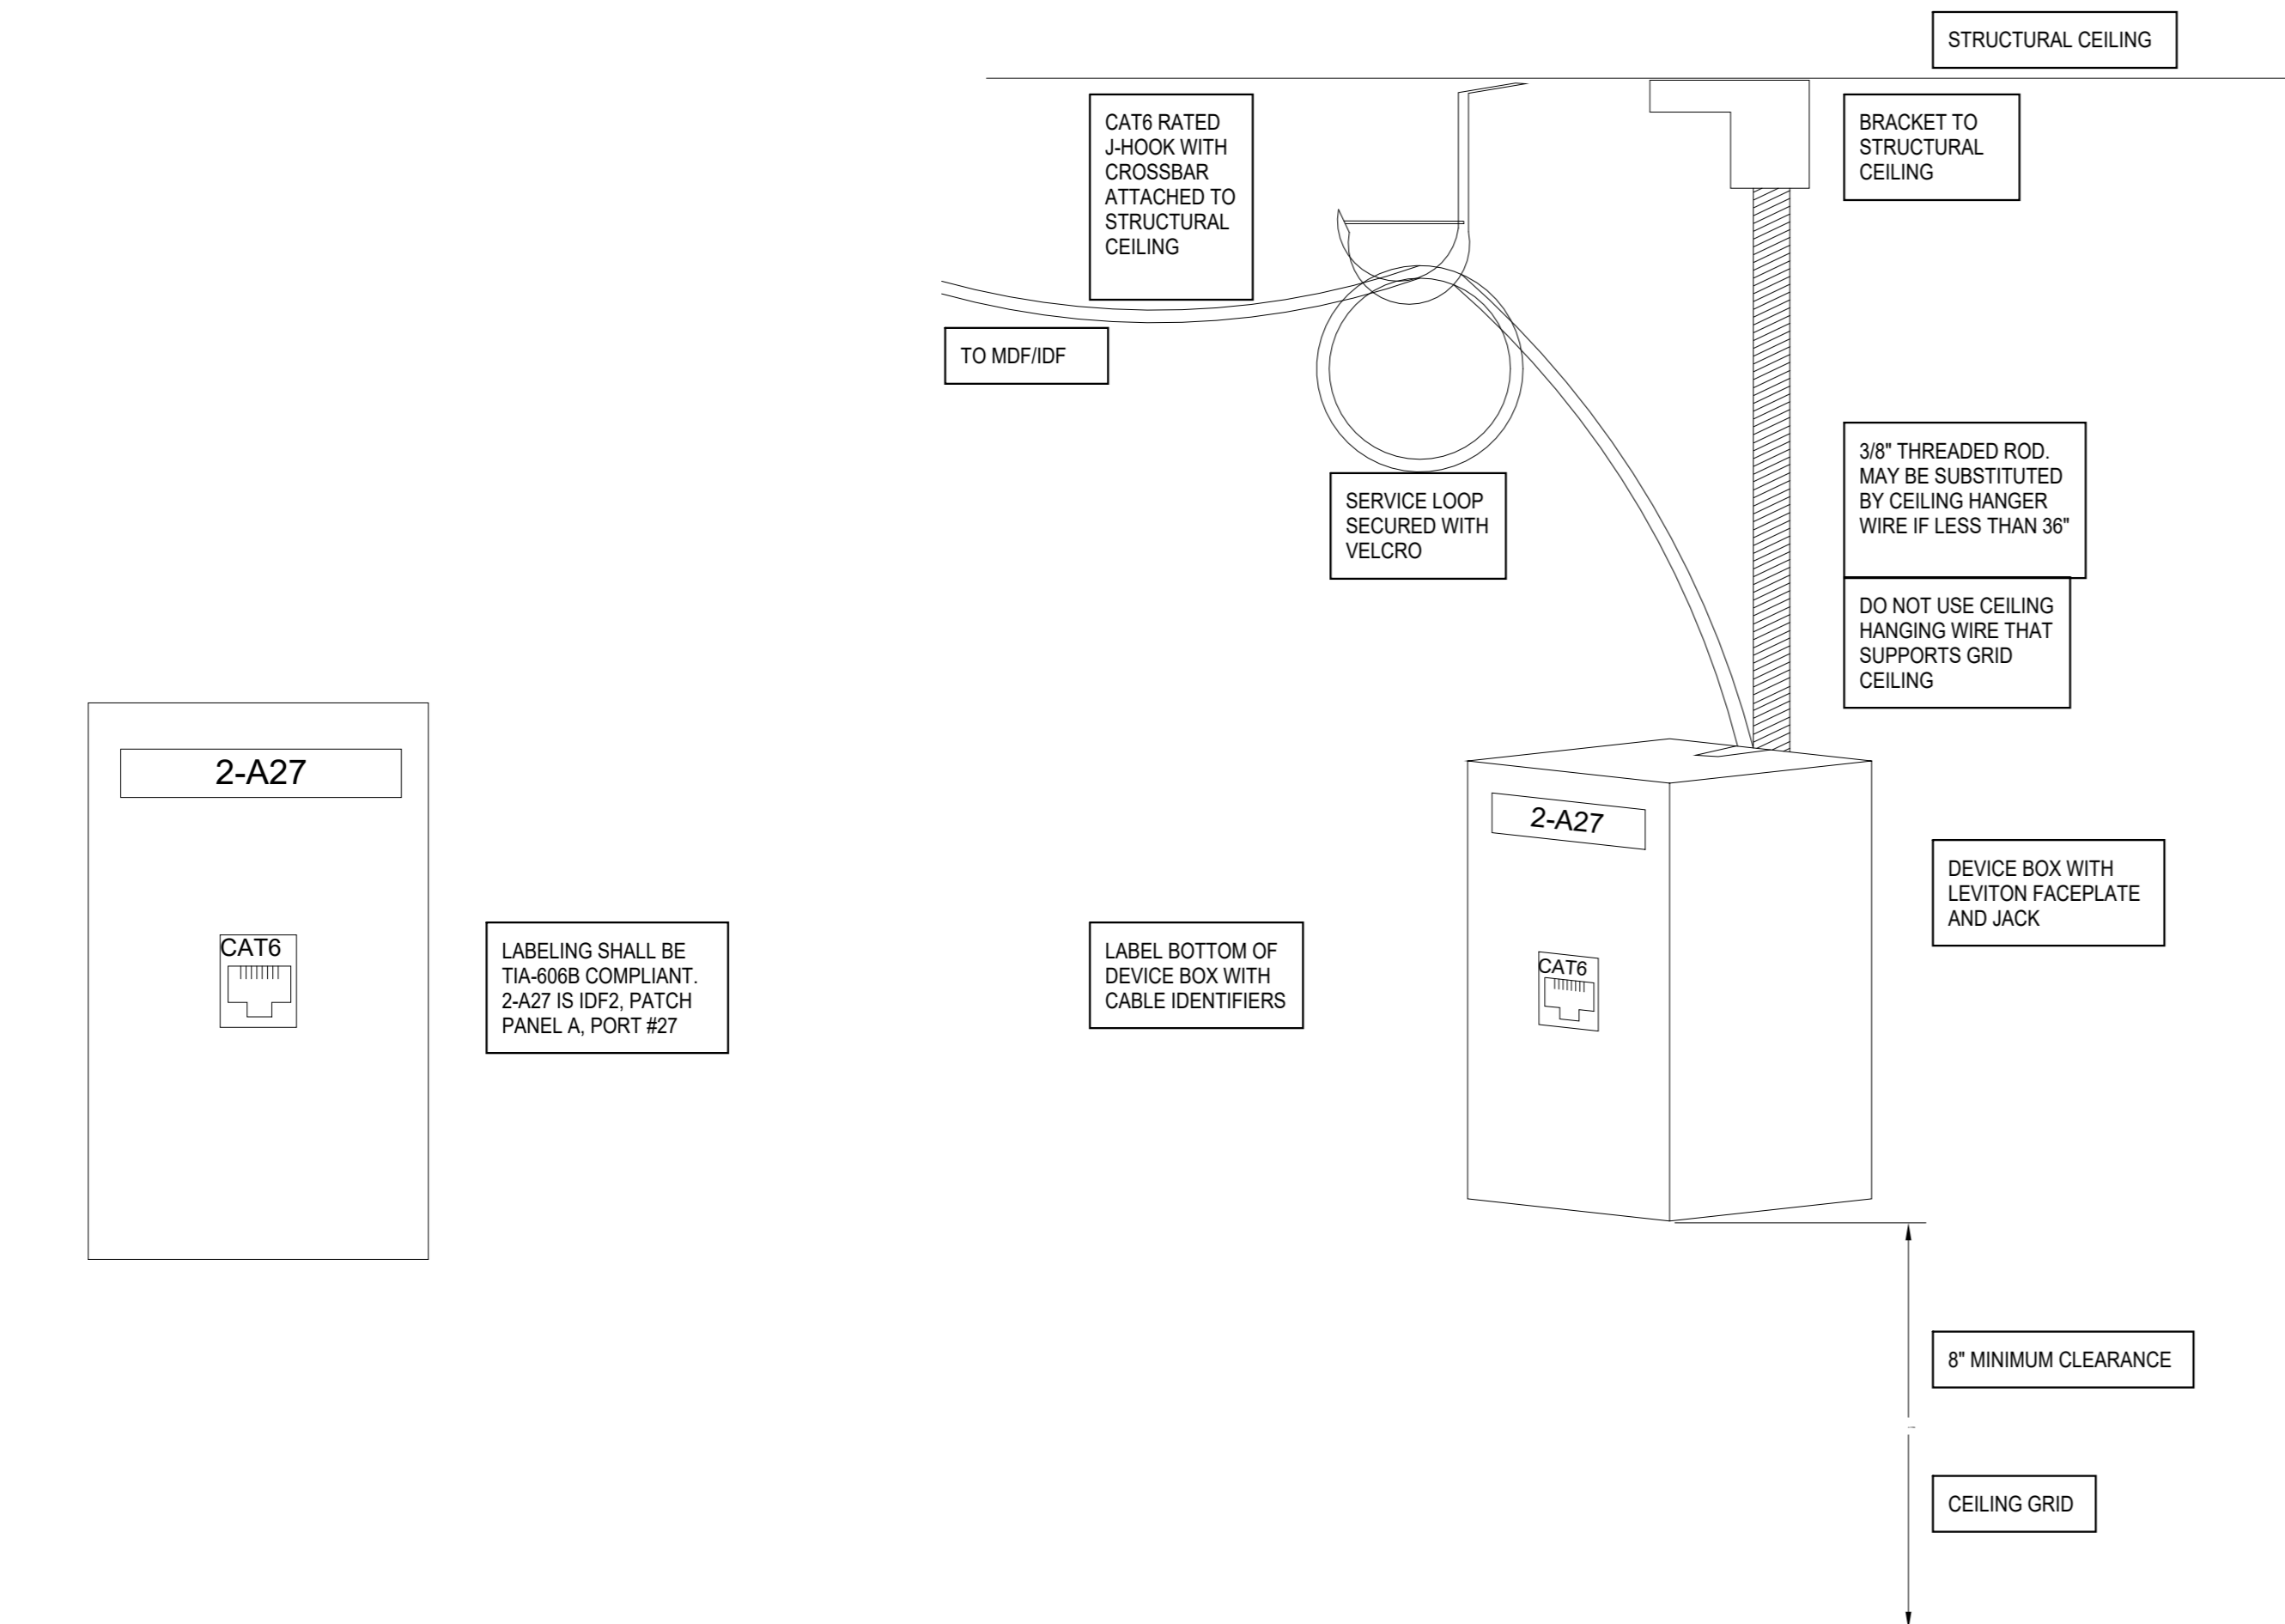 STRUCTURAL CEILING
CAT6 RATED
J-HOOK WITH
CROSSBAR
ATTACHED TO
STRUCTURAL
CEILING
BRACKET TO
STRUCTURAL
CEILING
TO MDF/IDF
3/8" THREADED ROD.
MAY BE SUBSTITUTED
BY CEILING HANGER
WIRE IF LESS THAN 36"
SERVICE LOOP
SECURED WITH
VELCRO
DO NOT USE CEILING
HANGING WIRE THAT
SUPPORTS GRID
CEILING
2-A27
CAT6
LABELING SHALL BE
TIA-606B COMPLIANT.
2-A27 IS IDF2, PATCH
PANEL A, PORT #27
LABEL BOTTOM OF
DEVICE BOX WITH
CABLE IDENTIFIERS
2-A27
CAT6
DEVICE BOX WITH
LEVITON FACEPLATE
AND JACK
8" MINIMUM CLEARANCE
CEILING GRID